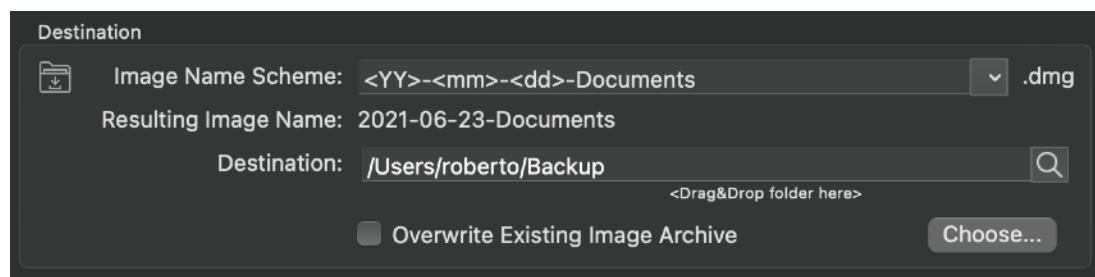 Destination
Image Name Scheme: <YY>-<mm>-<dd>-Documents .dmg
Resulting Image Name: 2021-06-23-Documents
Destination: /Users/roberto/Backup
<Drag&Drop folder here>
Overwrite Existing Image Archive Choose...